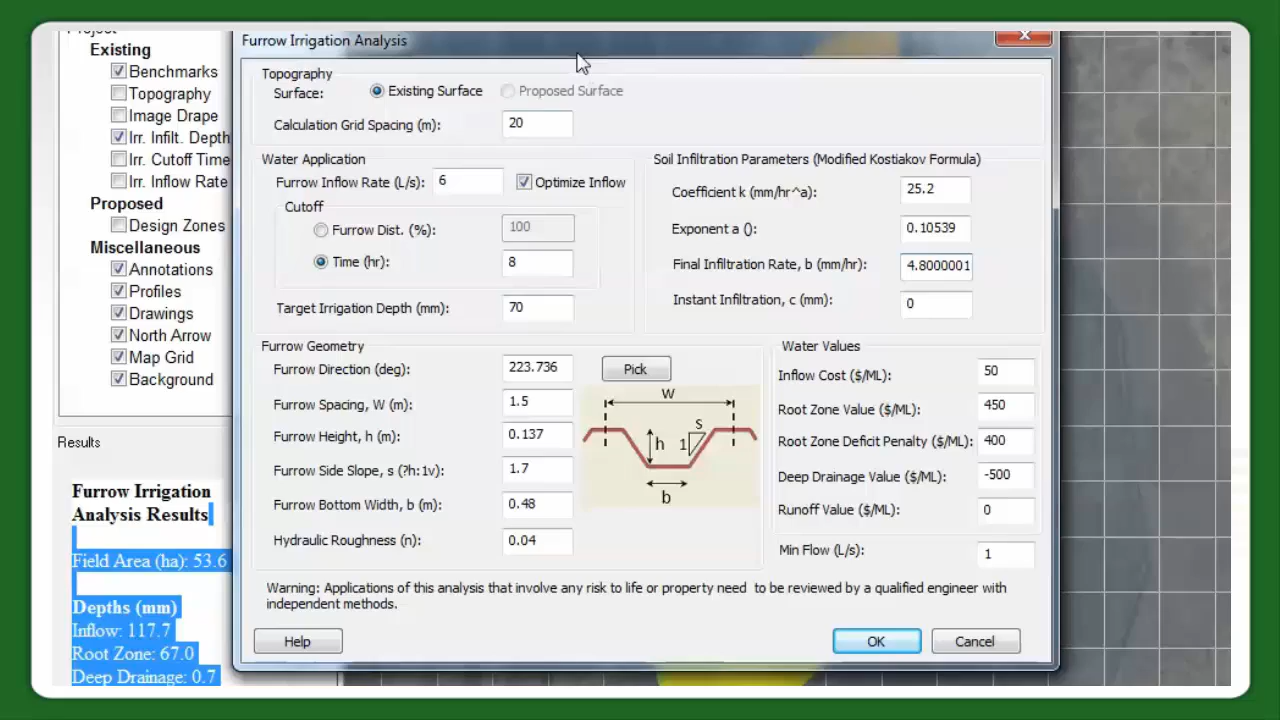 Project
Existing
Benchmarks
Topography
Image Drape
Irr. Infilt. Depth
Irr. Cutoff Time
Irr. Inflow Rate
Proposed
Design Zones
Miscellaneous
Annotations
Profiles
Drawings
North Arrow
Map Grid
Background
Results
Furrow Irrigation
Analysis Results
Field Area (ha): 53.6
Depths (mm)
Inflow: 117.7
Root Zone: 67.0
Deep Drainage: 0.7
Furrow Irrigation Analysis
Topography
Surface: Existing Surface Proposed Surface
Calculation Grid Spacing (m): 20
Water Application
Furrow Inflow Rate (L/s): 6 Optimize Inflow
Cutoff
Furrow Dist. (%): 100
Time (hr): 8
Target Irrigation Depth (mm): 70
Soil Infiltration Parameters (Modified Kostiakov Formula)
Coefficient k (mm/hr^a): 25.2
Exponent a (): 0.10539
Final Infiltration Rate, b (mm/hr): 4.8000001
Instant Infiltration, c (mm): 0
Furrow Geometry
Furrow Direction (deg): 223.736 Pick
Furrow Spacing, W (m): 1.5
Furrow Height, h (m): 0.137
Furrow Side Slope, s (?h:1v): 1.7
Furrow Bottom Width, b (m): 0.48
Hydraulic Roughness (n): 0.04
W
s
h 1
b
Water Values
Inflow Cost ($/ML): 50
Root Zone Value ($/ML): 450
Root Zone Deficit Penalty ($/ML): 400
Deep Drainage Value ($/ML): -500
Runoff Value ($/ML): 0
Min Flow (L/s): 1
Warning: Applications of this analysis that involve any risk to life or property need to be reviewed by a qualified engineer with
independent methods.
Help OK Cancel